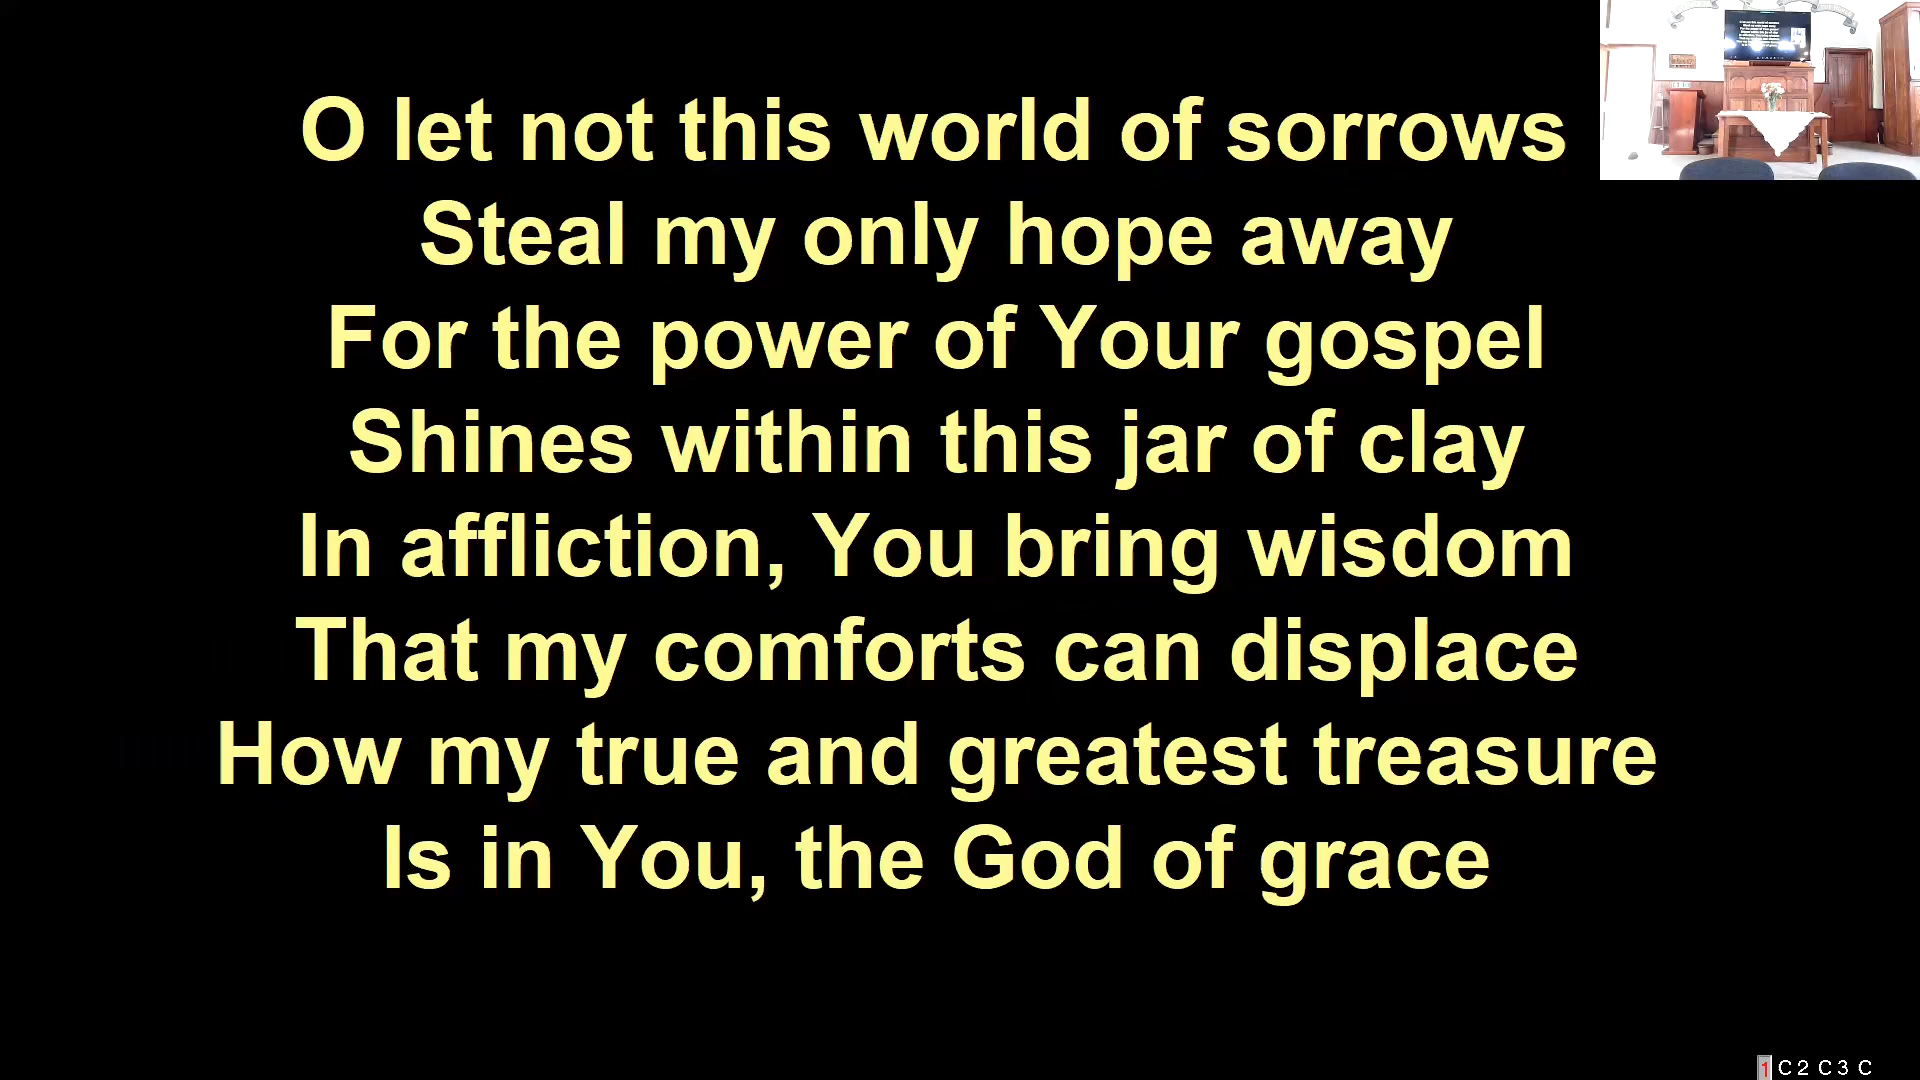 O let not this world of sorrows
Steal my only hope away
For the power of Your gospel
Shines within this jar of clay
In affliction, You bring wisdom
That my comforts can displace
How my true and greatest treasure
Is in You, the God of grace
1 C 2 C 3 C